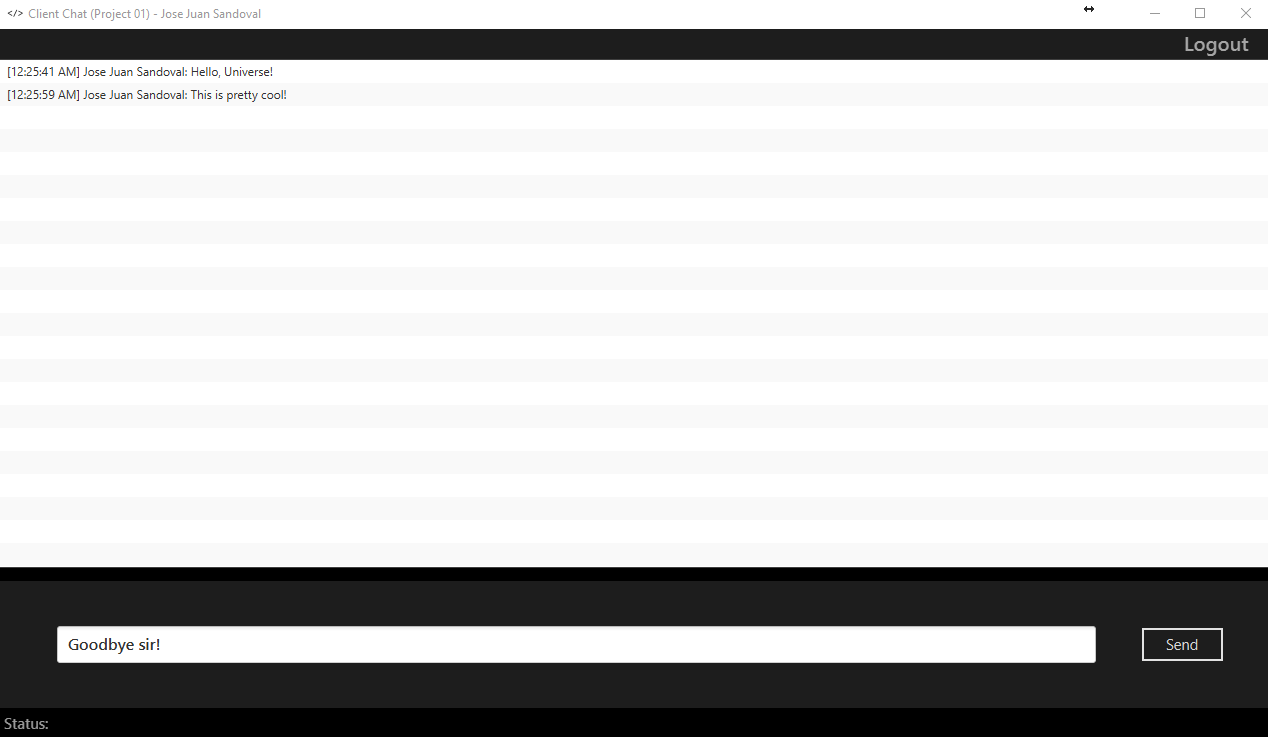 </> Client Chat (Project 01) - Jose Juan Sandoval
Logout
[12:25:41 AM] Jose Juan Sandoval: Hello, Universe!
[12:25:59 AM] Jose Juan Sandoval: This is pretty cool!
Goodbye sir!
Send
Status: